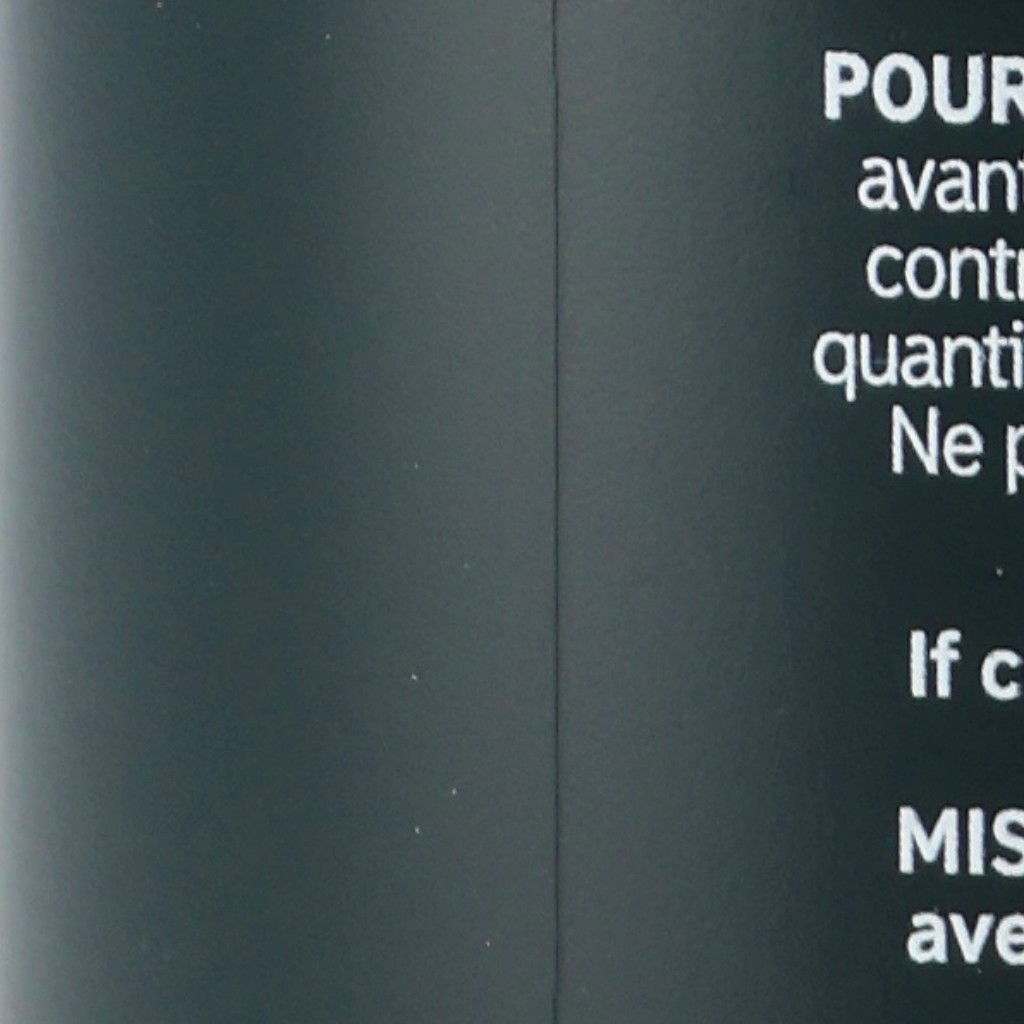 POUR
avant
contr
quanti
Ne p
If c
MIS
ave